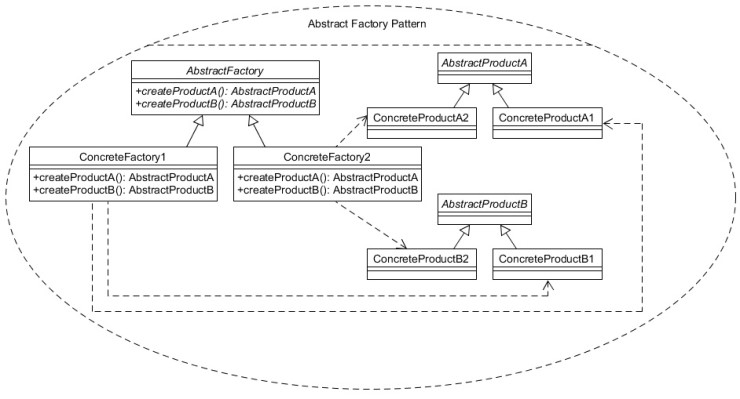 Abstract Factory Pattern
AbstractFactory
+createProductA(): AbstractProductA
+createProductB(): AbstractProductB
AbstractProductA
ConcreteProductA2
ConcreteProductA1
ConcreteFactory1
+createProductA(): AbstractProductA
+createProductB(): AbstractProductB
ConcreteFactory2
+createProductA(): AbstractProductA
+createProductB(): AbstractProductB
AbstractProductB
ConcreteProductB2
ConcreteProductB1